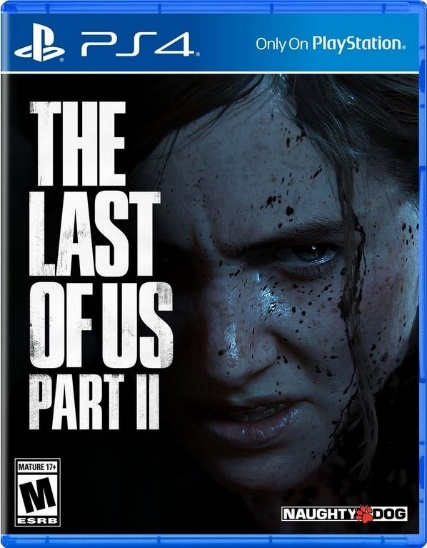 PS4
Only On PlayStation®
THE
LAST
OF US
PART II
MATURE 17+
M
ESRB
NAUGHTY DOG